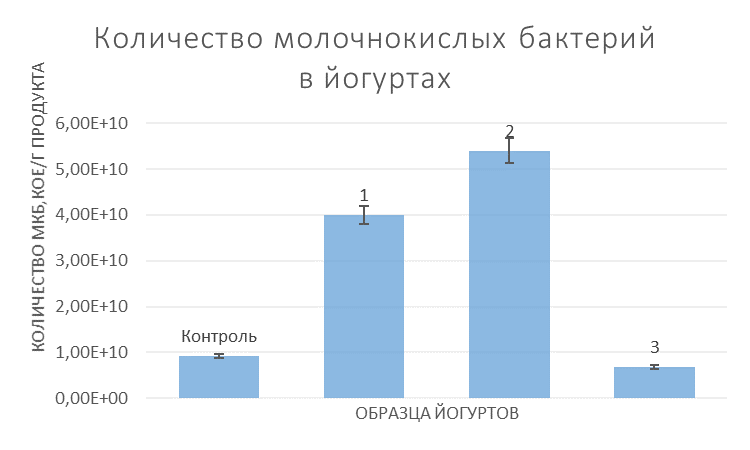 Количество молочнокислых бактерий
в йогуртах
КОЛИЧЕСТВО МКБ,КОЕ/Г ПРОДУКТА
6,00E+10
5,00E+10
4,00E+10
3,00E+10
2,00E+10
1,00E+10
0,00E+00
Контроль
1
2
3
ОБРАЗЦА ЙОГУРТОВ